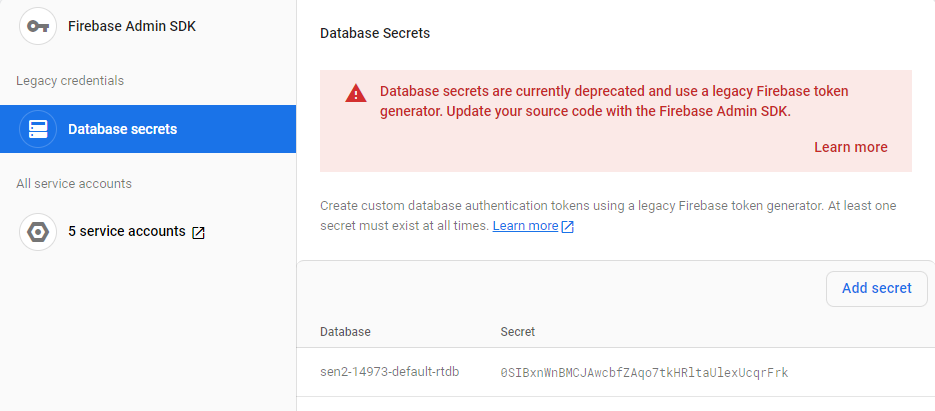 Firebase Admin SDK
Legacy credentials
Database secrets
All service accounts
5 service accounts
Database Secrets
Database secrets are currently deprecated and use a legacy Firebase token
generator. Update your source code with the Firebase Admin SDK.
Learn more
Create custom database authentication tokens using a legacy Firebase token generator. At least one
secret must exist at all times. Learn more
Add secret
Database Secret
sen2-14973-default-rtdb 0SIBxnWnBMCJAwcbfZAqo7tkHRltaUlexUcqrFrk